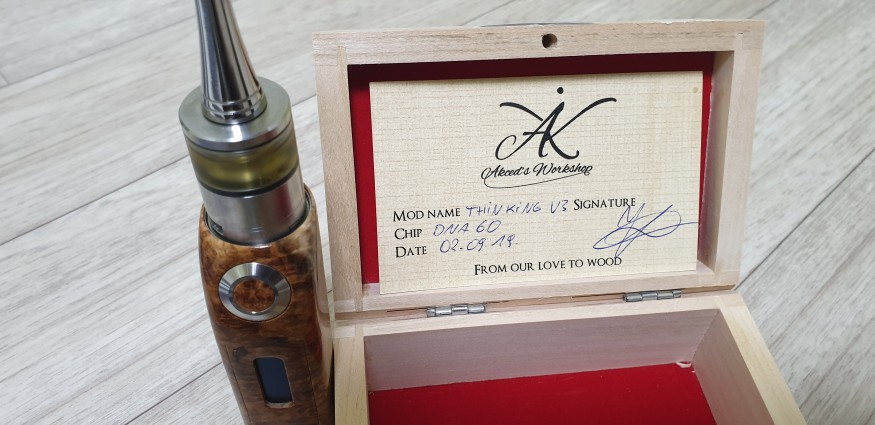 AK
Akced's Workshop
MOD NAME THiNKiNG V3 SIGNATURE
CHIP DNA 60
DATE 02.09.19.
FROM OUR LOVE TO WOOD